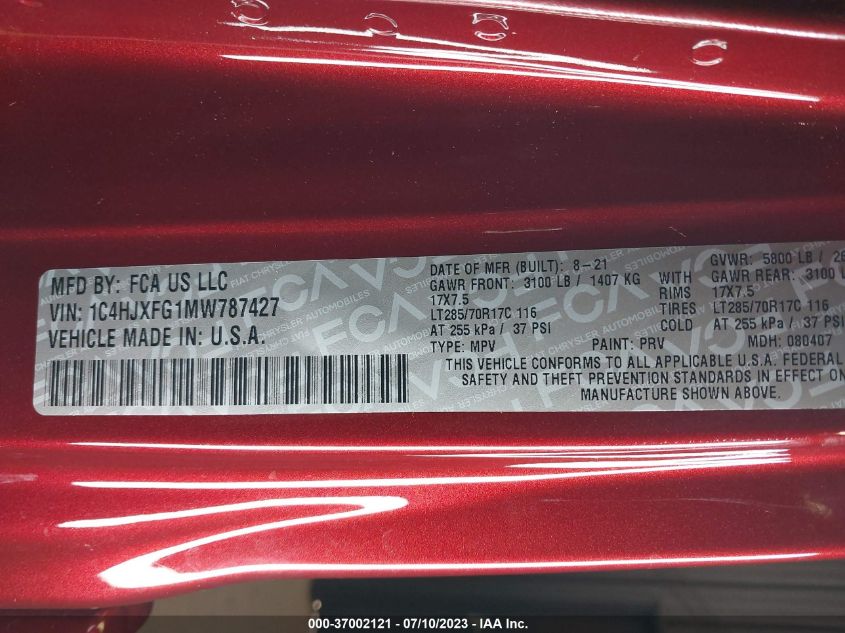 MFD BY: FCA US LLC
VIN: 1C4HJXFG1MW787427
VEHICLE MADE IN: U.S.A.
DATE OF MFR (BUILT): 8-21
GAWR FRONT: 3100 LB / 1407 KG WITH
17X7.5 RIMS
LT285/70R17C 116 TIRES
AT 255 kPa / 37 PSI COLD
TYPE: MPV PAINT: PRV MDH: 080407
GVWR: 5800 LB /
GAWR REAR: 3100
17X7.5
LT285/70R17C 116
AT 255 kPa / 37 PSI
THIS VEHICLE CONFORMS TO ALL APPLICABLE U.S.A. FEDERAL
SAFETY AND THEFT PREVENTION STANDARDS IN EFFECT ON
MANUFACTURE SHOWN ABOVE.
000-37002121 - 07/10/2023 - IAA Inc.